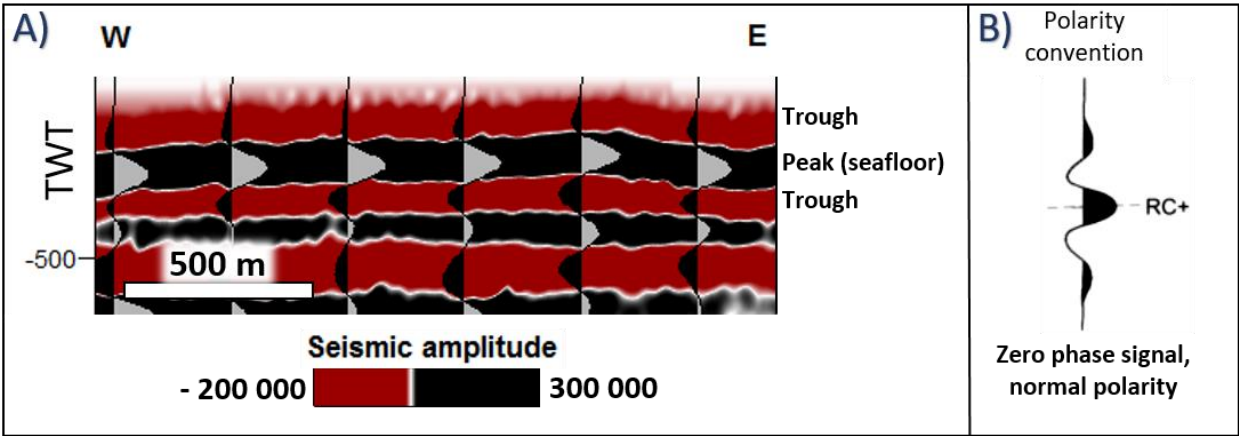 A)
W
E
TWT
-500
500 m
Trough
Peak (seafloor)
Trough
Seismic amplitude
- 200 000
300 000
B)
Polarity
convention
RC+
Zero phase signal,
normal polarity